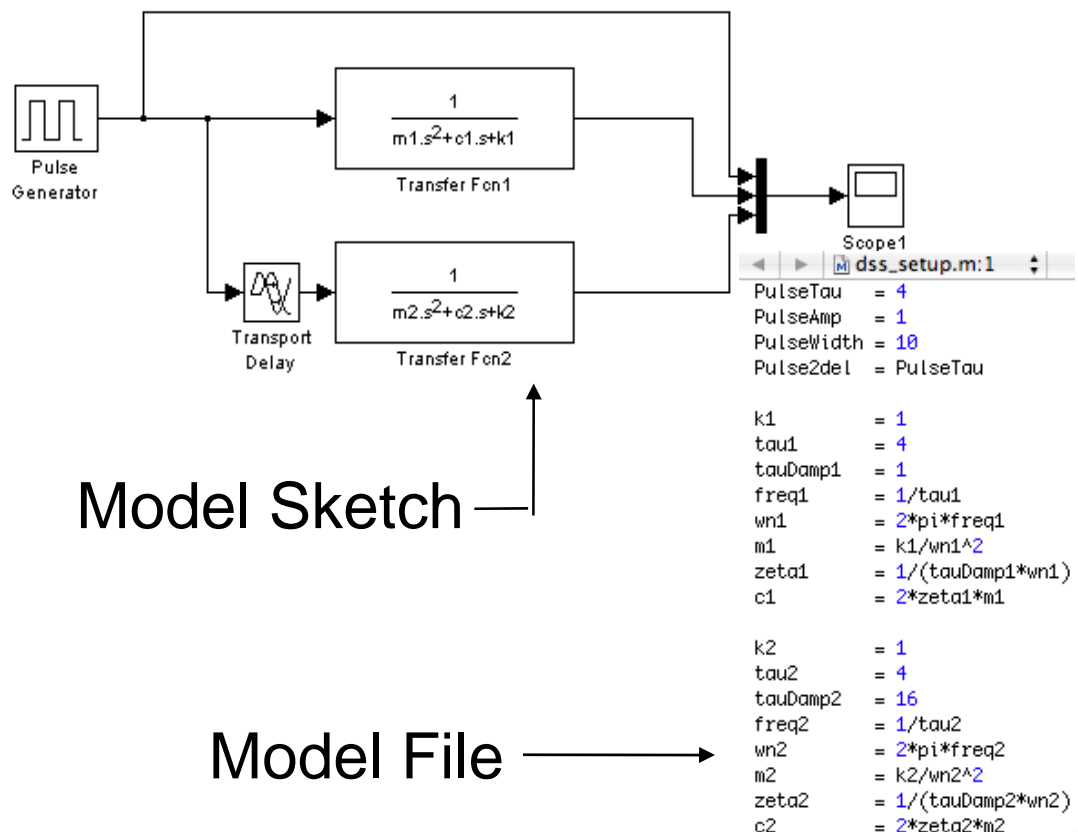 Pulse
Generator
1
m1.s²+c1.s+k1
Transfer Fcn1
Transport
Delay
1
m2.s²+c2.s+k2
Transfer Fcn2
Scope1
dss_setup.m:1
PulseTau = 4
PulseAmp = 1
PulseWidth = 10
Pulse2del = PulseTau
k1 = 1
tau1 = 4
tauDamp1 = 1
freq1 = 1/tau1
wn1 = 2*pi*freq1
m1 = k1/wn1^2
zeta1 = 1/(tauDamp1*wn1)
c1 = 2*zeta1*m1
k2 = 1
tau2 = 4
tauDamp2 = 16
freq2 = 1/tau2
wn2 = 2*pi*freq2
m2 = k2/wn2^2
zeta2 = 1/(tauDamp2*wn2)
c2 = 2*zeta2*m2
Model Sketch
Model File